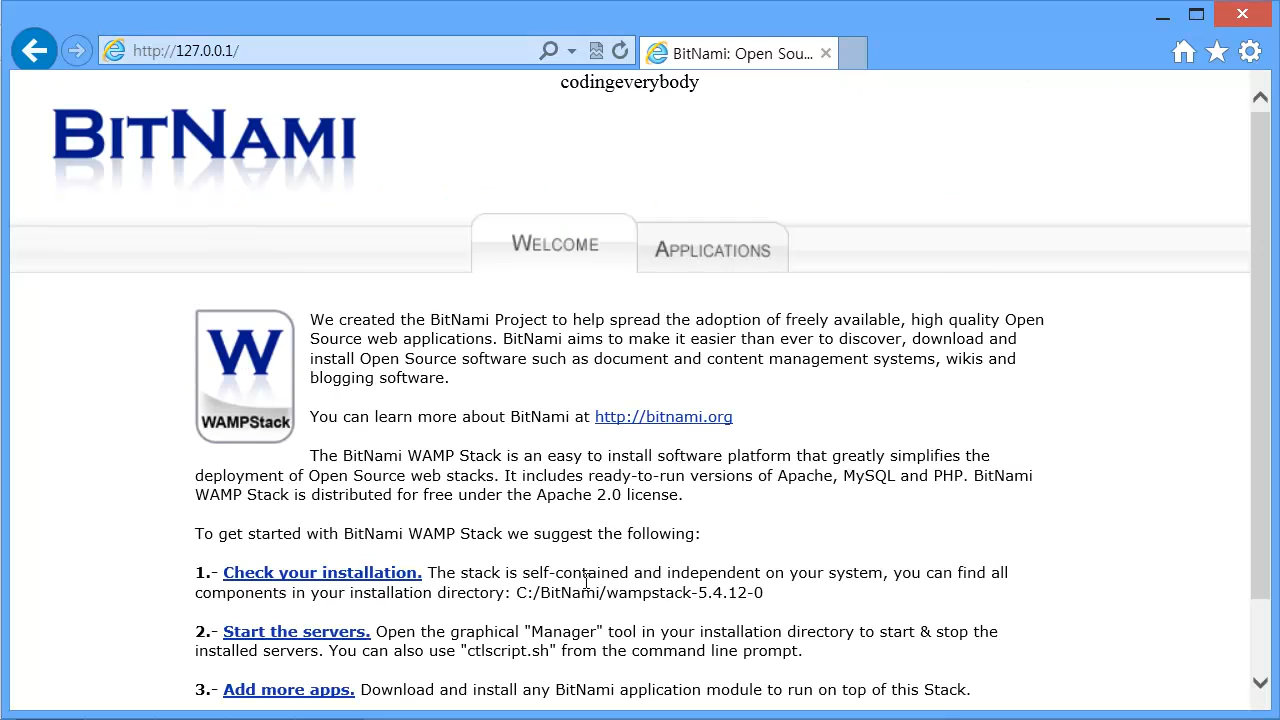 http://127.0.0.1/
BitNami: Open Sou...
codingeverybody
BITNAMI
WELCOME
APPLICATIONS
We created the BitNami Project to help spread the adoption of freely available, high quality Open
Source web applications. BitNami aims to make it easier than ever to discover, download and
install Open Source software such as document and content management systems, wikis and
blogging software.
W
WAMPStack
You can learn more about BitNami at http://bitnami.org
The BitNami WAMP Stack is an easy to install software platform that greatly simplifies the
deployment of Open Source web stacks. It includes ready-to-run versions of Apache, MySQL and PHP. BitNami
WAMP Stack is distributed for free under the Apache 2.0 license.
To get started with BitNami WAMP Stack we suggest the following:
1.- Check your installation. The stack is self-contained and independent on your system, you can find all
components in your installation directory: C:/BitNami/wampstack-5.4.12-0
2.- Start the servers. Open the graphical "Manager" tool in your installation directory to start & stop the
installed servers. You can also use "ctlscript.sh" from the command line prompt.
3.- Add more apps. Download and install any BitNami application module to run on top of this Stack.